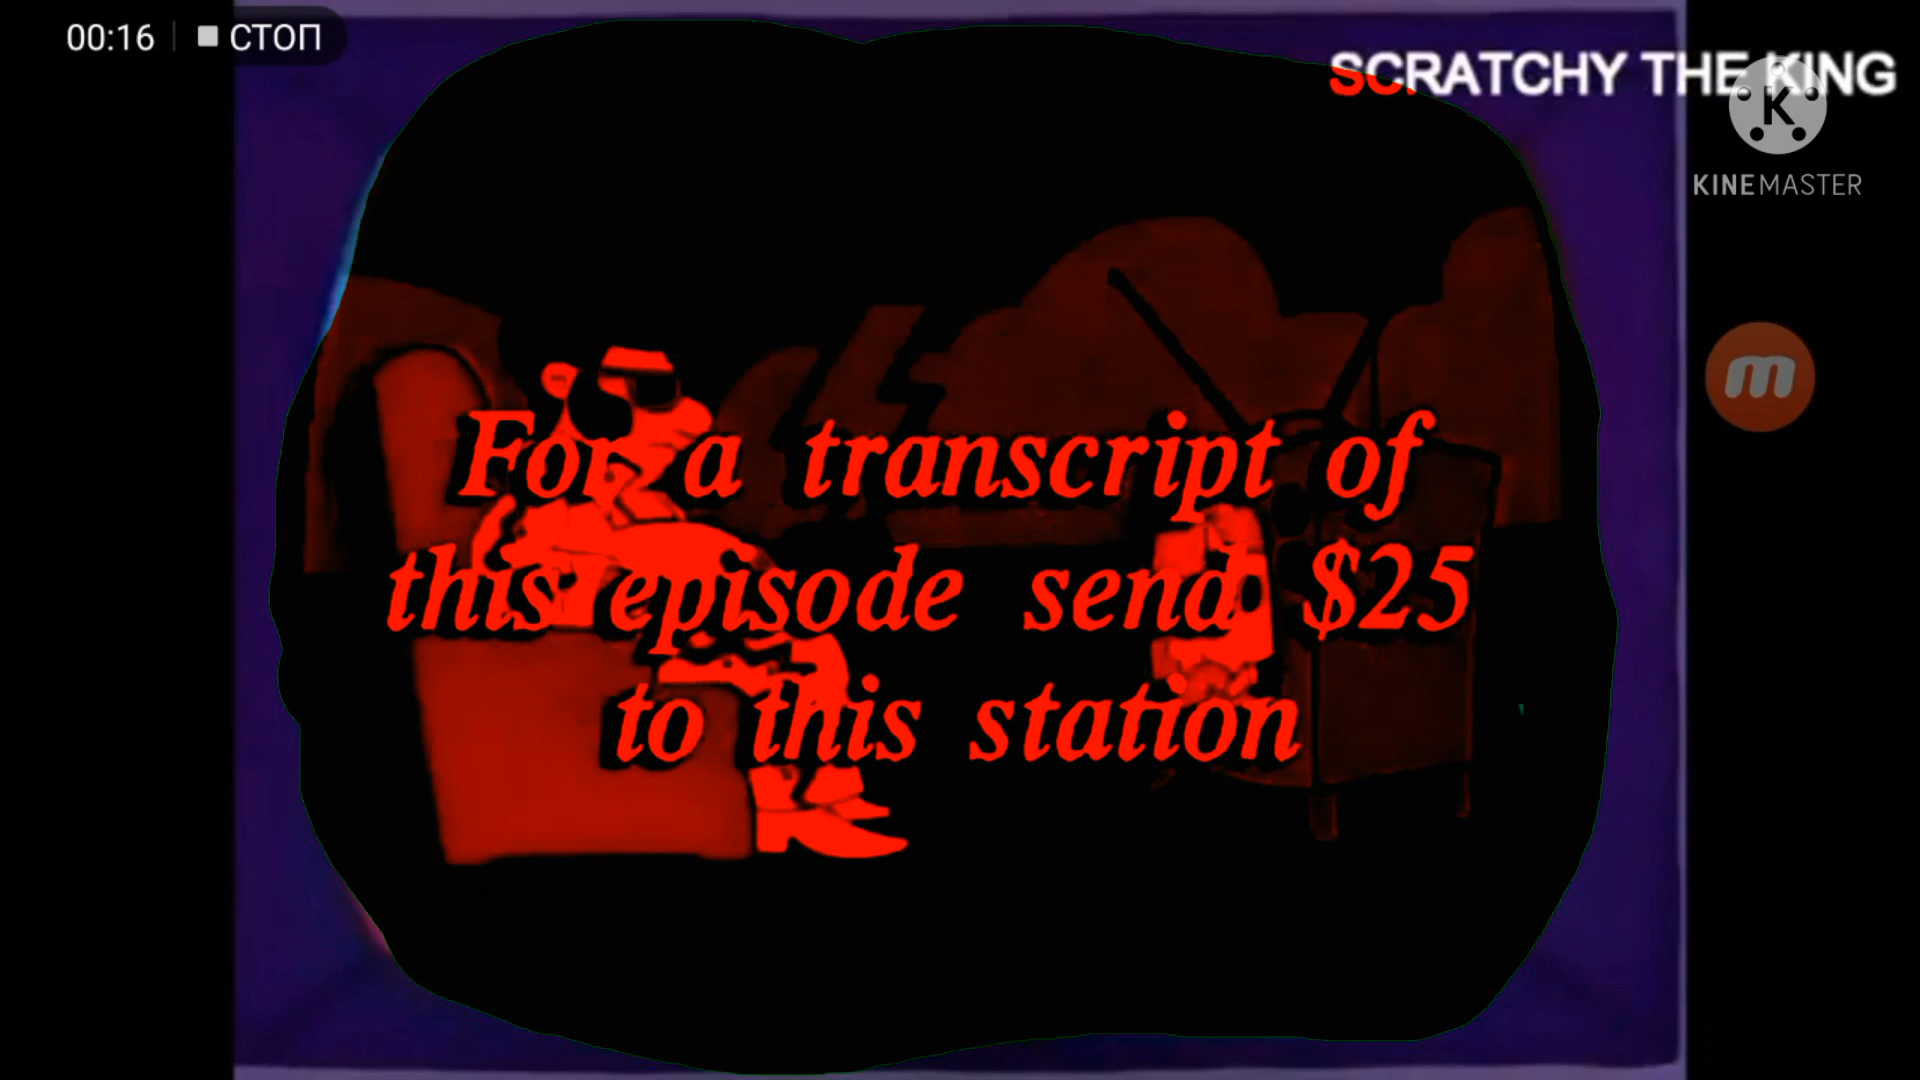 00:16 СТОП
SCRATCHY THE KING
K
KINEMASTER
m
For a transcript of
this episode send $25
to this station